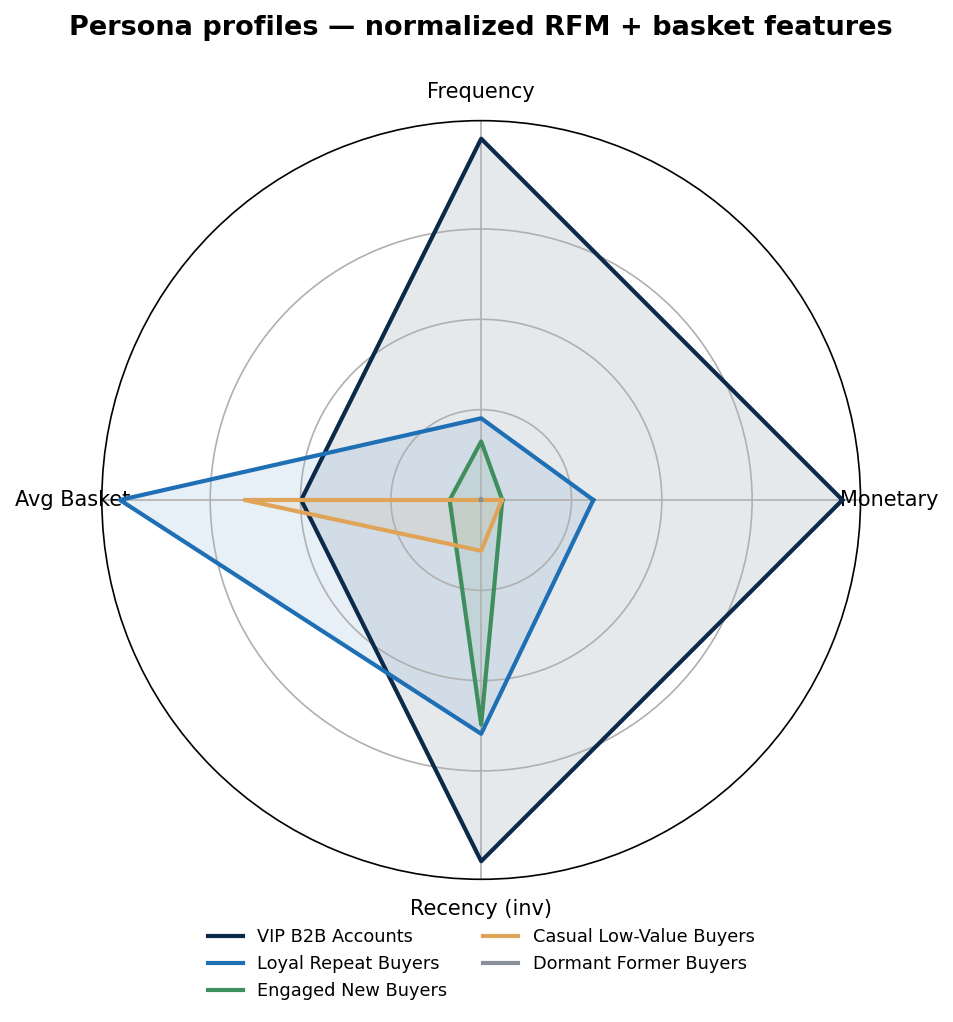 Persona profiles — normalized RFM + basket features
Frequency
Avg Basket
Monetary
Recency (inv)
VIP B2B Accounts
Loyal Repeat Buyers
Engaged New Buyers
Casual Low-Value Buyers
Dormant Former Buyers